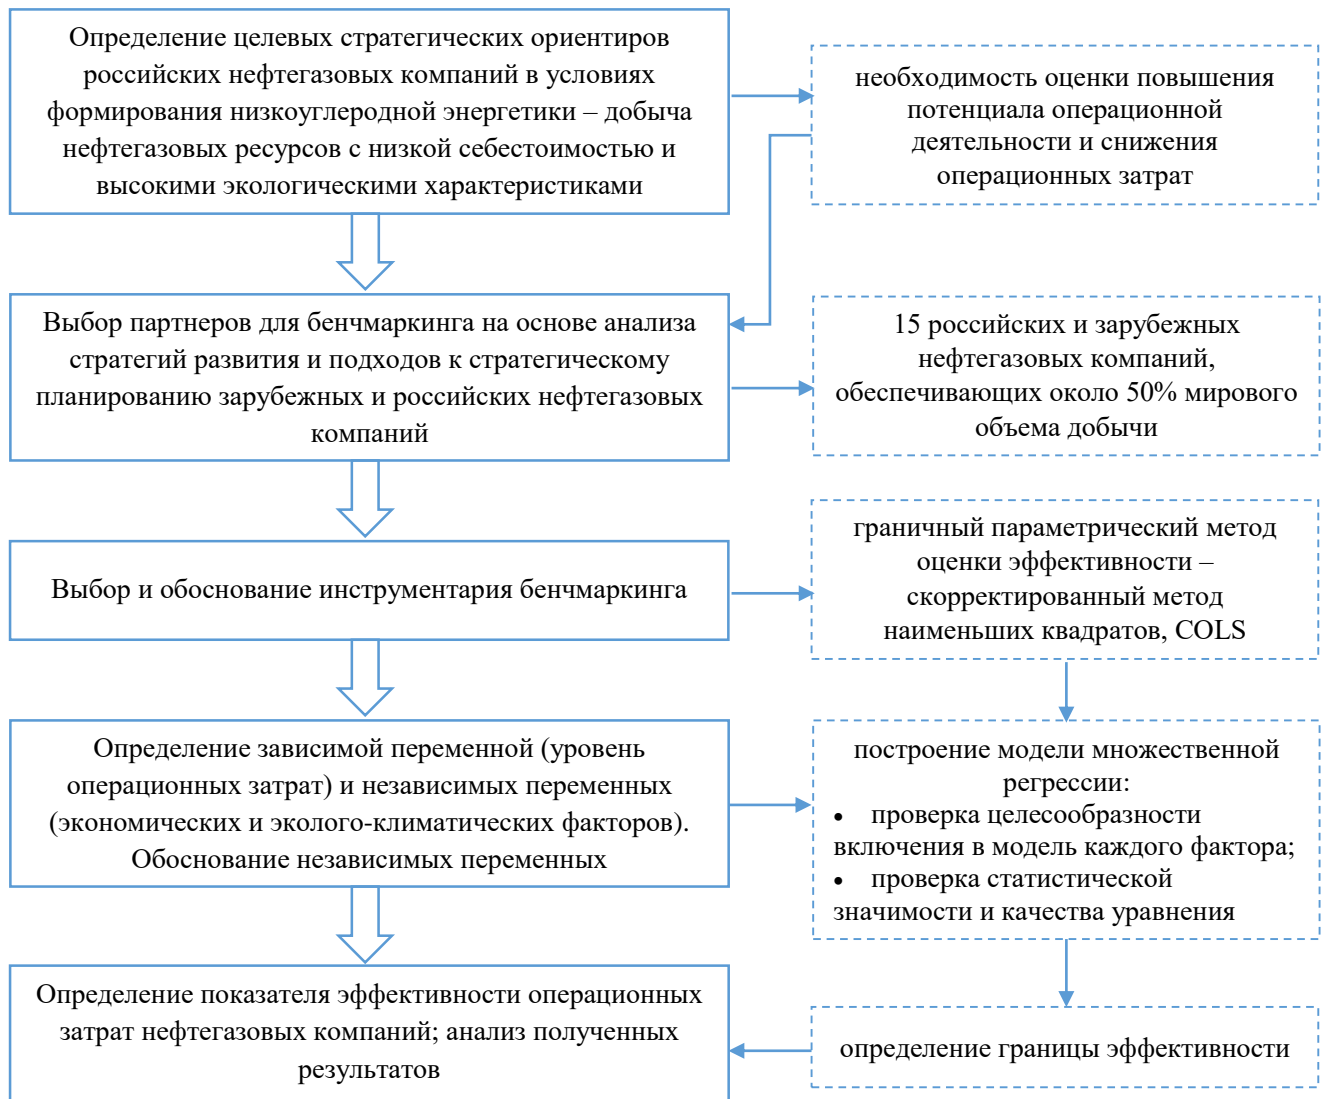 Определение целевых стратегических ориентиров
российских нефтегазовых компаний в условиях
формирования низкоуглеродной энергетики – добыча
нефтегазовых ресурсов с низкой себестоимостью и
высокими экологическими характеристиками
необходимость оценки повышения
потенциала операционной
деятельности и снижения
операционных затрат
Выбор партнеров для бенчмаркинга на основе анализа
стратегий развития и подходов к стратегическому
планированию зарубежных и российских нефтегазовых
компаний
15 российских и зарубежных
нефтегазовых компаний,
обеспечивающих около 50% мирового
объема добычи
Выбор и обоснование инструментария бенчмаркинга
граничный параметрический метод
оценки эффективности –
скорректированный метод
наименьших квадратов, COLS
Определение зависимой переменной (уровень
операционных затрат) и независимых переменных
(экономических и эколого-климатических факторов).
Обоснование независимых переменных
построение модели множественной
регрессии:
• проверка целесообразности
включения в модель каждого фактора;
• проверка статистической
значимости и качества уравнения
Определение показателя эффективности операционных
затрат нефтегазовых компаний; анализ полученных
результатов
определение границы эффективности